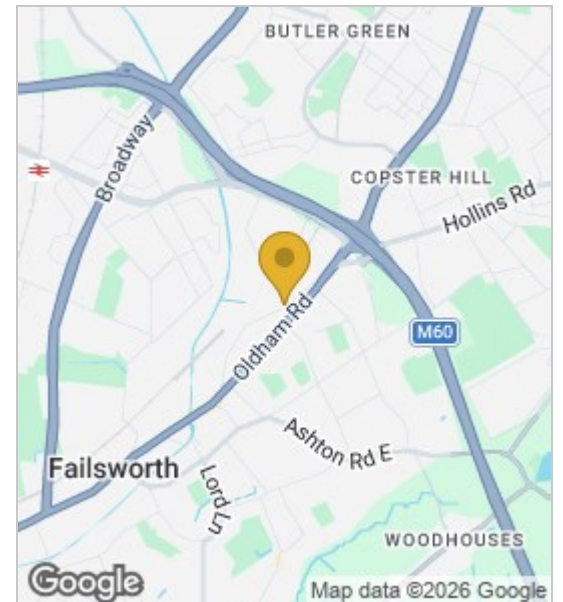 BUTLER GREEN
Broadway
COPSTER HILL
Hollins Rd
M60
Oldham Rd
Ashton Rd E
Failsworth
Lord Ln
WOODHOUSES
Google
Map data ©2026 Google